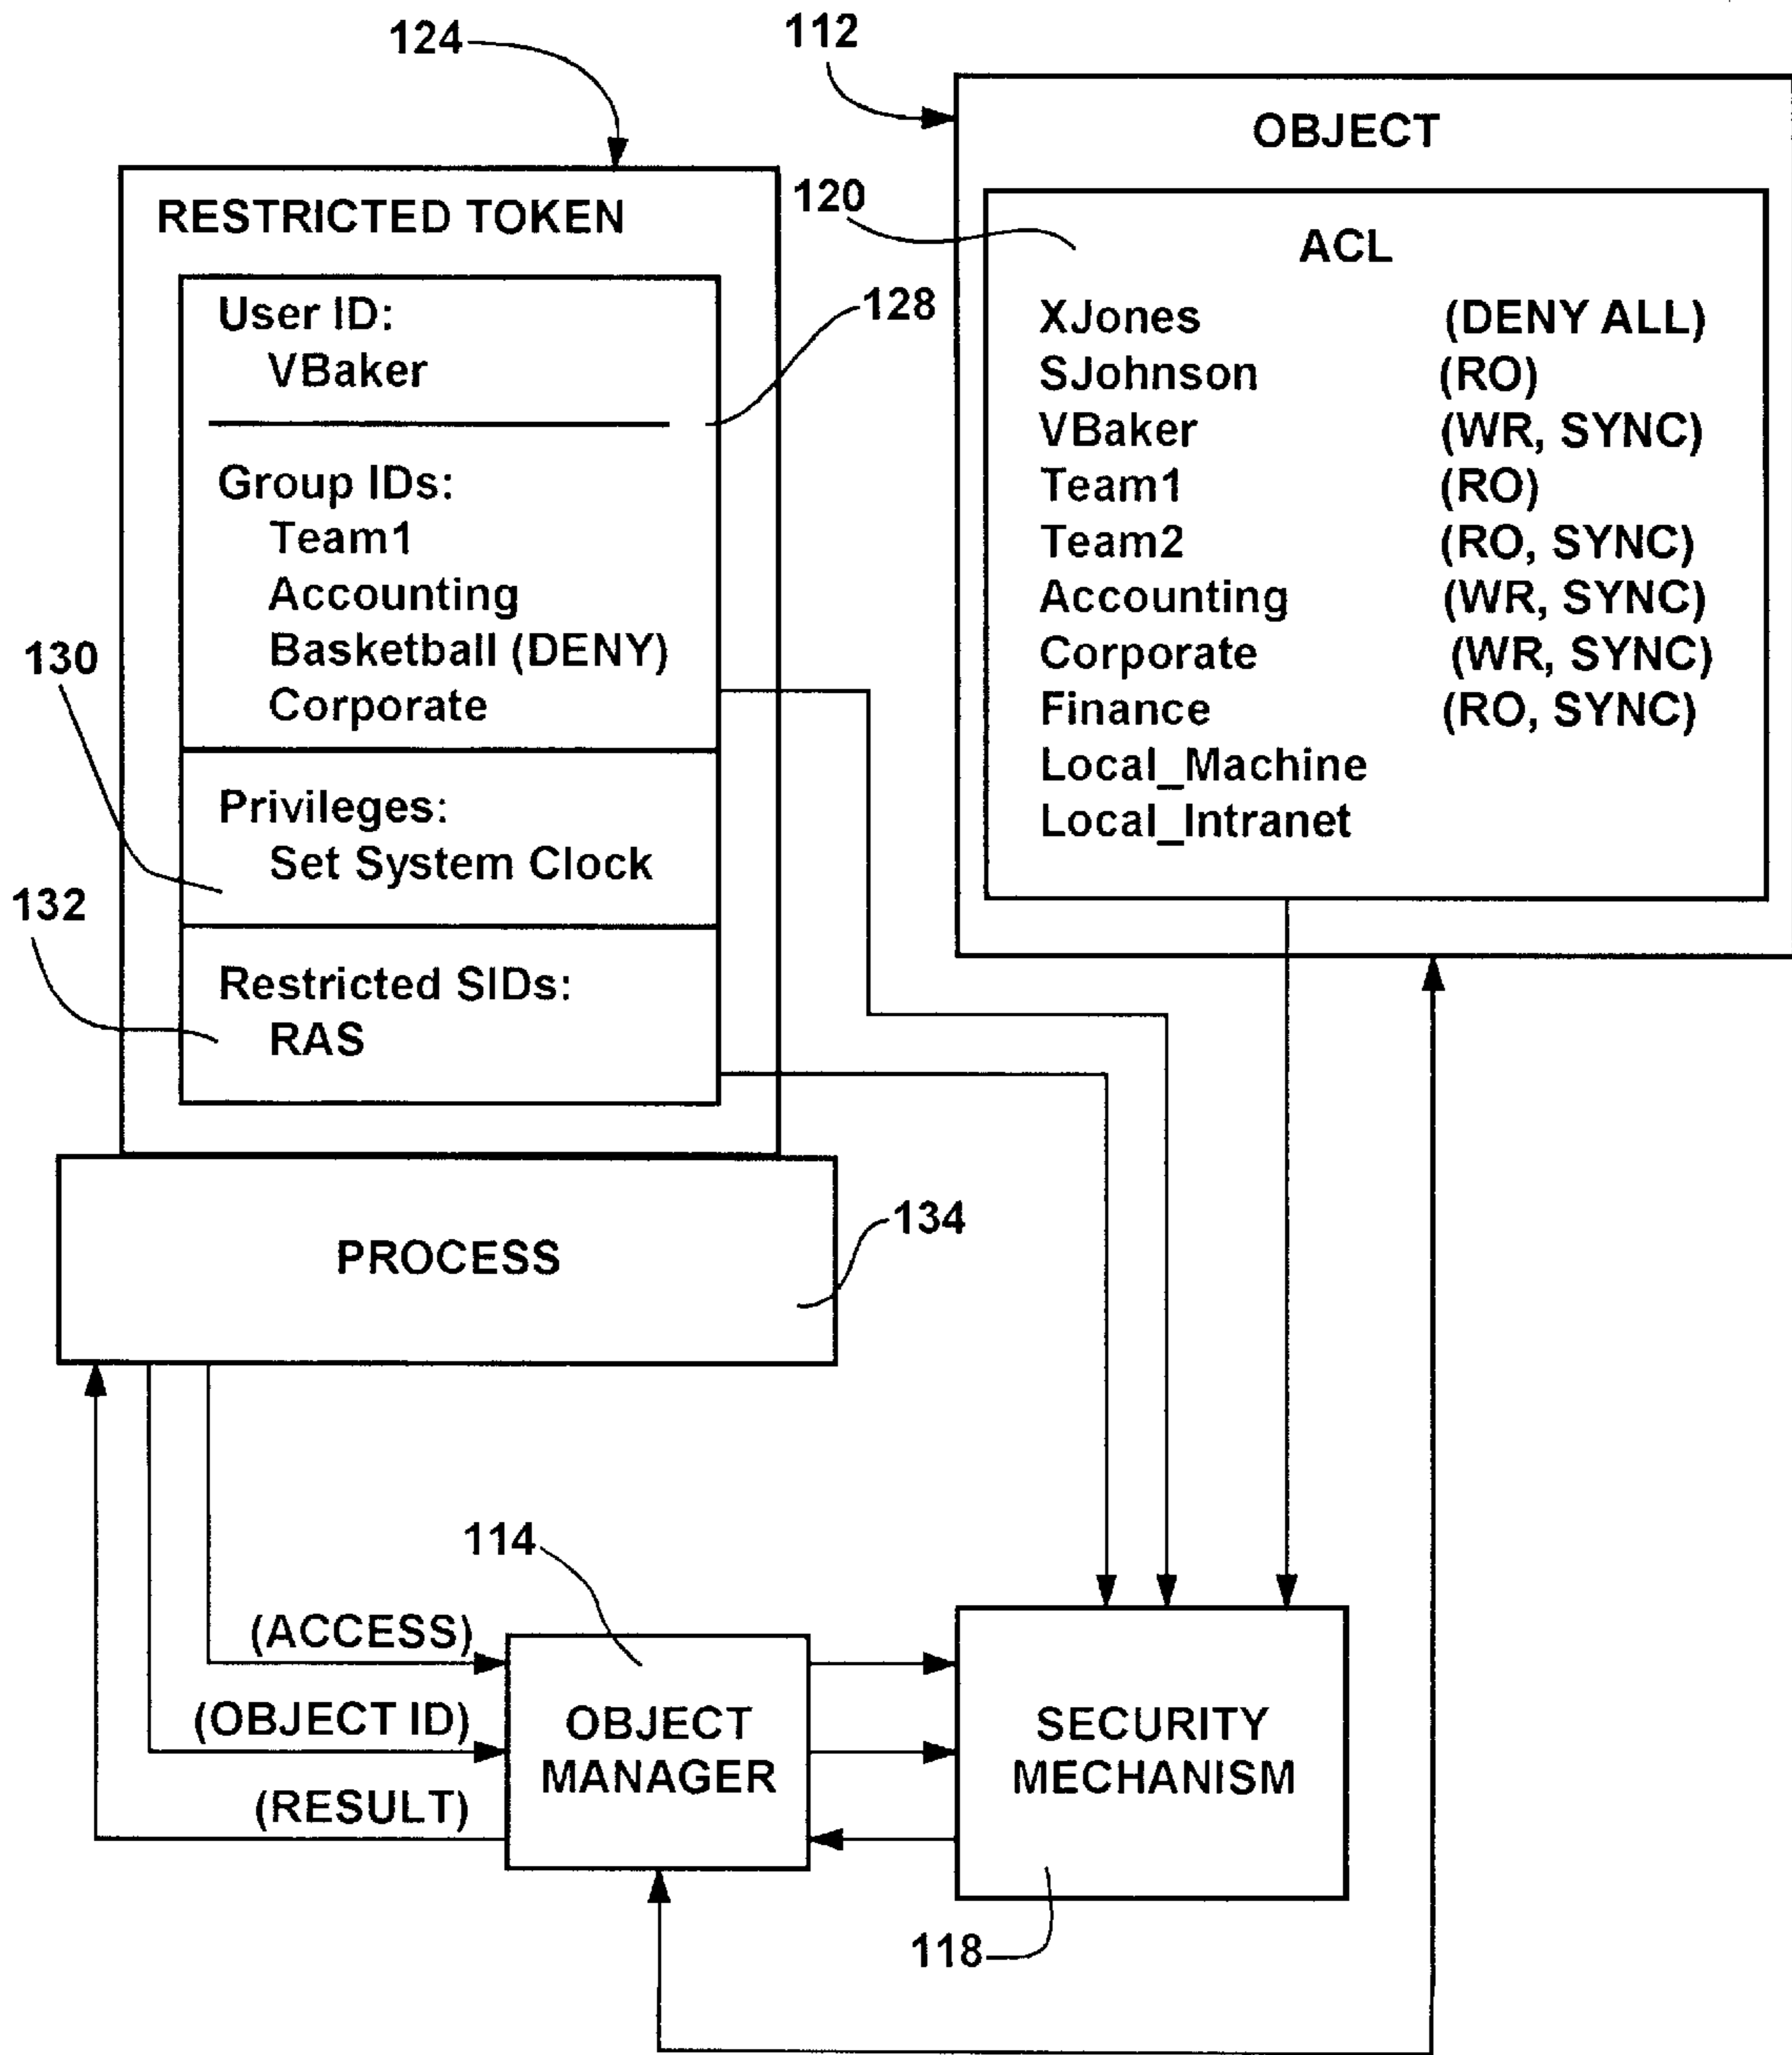 124
112
OBJECT
120
ACL
XJones (DENY ALL)
SJohnson (RO)
VBaker (WR, SYNC)
Team1 (RO)
Team2 (RO, SYNC)
Accounting (WR, SYNC)
Corporate (WR, SYNC)
Finance (RO, SYNC)
Local_Machine
Local_Intranet
RESTRICTED TOKEN
User ID:
VBaker
128
Group IDs:
Team1
Accounting
Basketball (DENY)
Corporate
130
Privileges:
Set System Clock
132
Restricted SIDs:
RAS
PROCESS
134
114
(ACCESS)
(OBJECT ID)
(RESULT)
OBJECT
MANAGER
SECURITY
MECHANISM
118